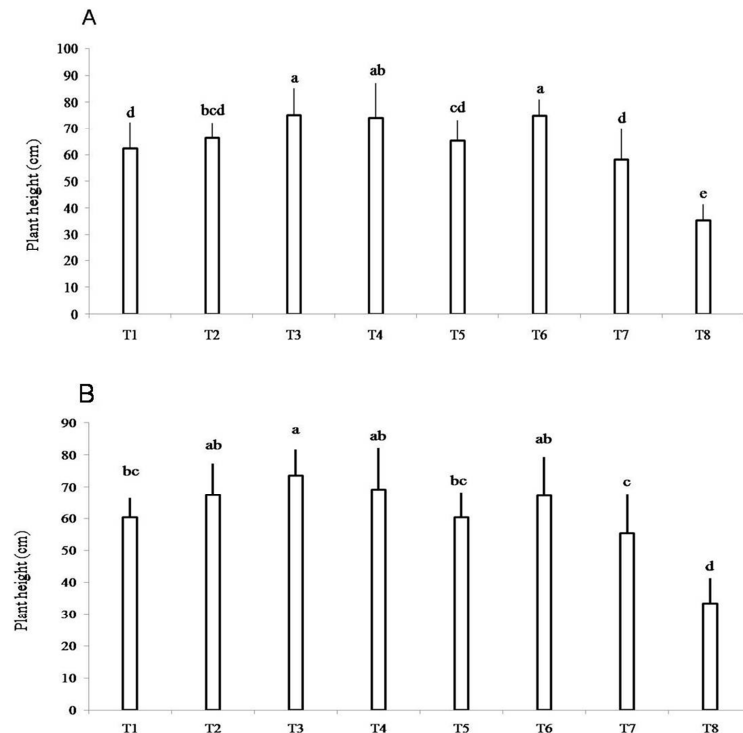 A
Plant height (cm)
100
90
80
70
60
50
40
30
20
10
0
d
bcd
a
ab
cd
a
d
e
T1 T2 T3 T4 T5 T6 T7 T8
B
Plant height (cm)
90
80
70
60
50
40
30
20
10
0
bc
ab
a
ab
bc
ab
c
d
T1 T2 T3 T4 T5 T6 T7 T8